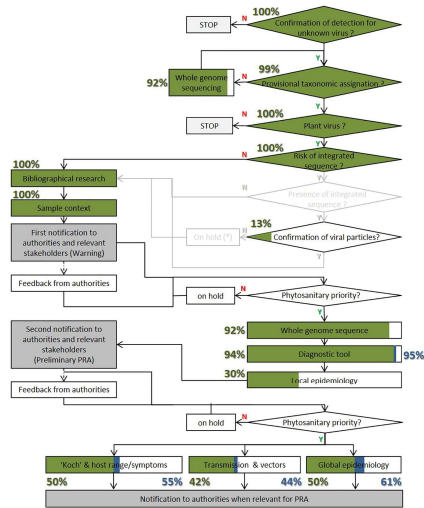 100%
Confirmation of detection for
unknown virus ?
N
STOP
Y
99%
Provisional taxonomic assignation ?
N
92%
Whole genome
sequencing
Y
100%
Plant virus ?
N
STOP
Y
100%
Risk of integrated
sequence ?
N
100%
Bibliographical research
Y
Presence of integrated
sequence ?
N
100%
Sample context
Y
13%
Confirmation of viral particles?
N
On hold (*)
Y
First notification to
authorities and relevant
stakeholders (Warning)
Feedback from authorities
Phytosanitary priority?
N
on hold
Y
92%
Whole genome sequence
94%
Diagnostic tool
95%
30%
Local epidemiology
Second notification to
authorities and relevant
stakeholders
(Preliminary PRA)
Feedback from authorities
Phytosanitary priority?
N
on hold
Y
'Koch' & host range/symptoms
Transmission & vectors
Global epidemiology
50%
55%
42%
44%
50%
61%
Notification to authorities when relevant for PRA